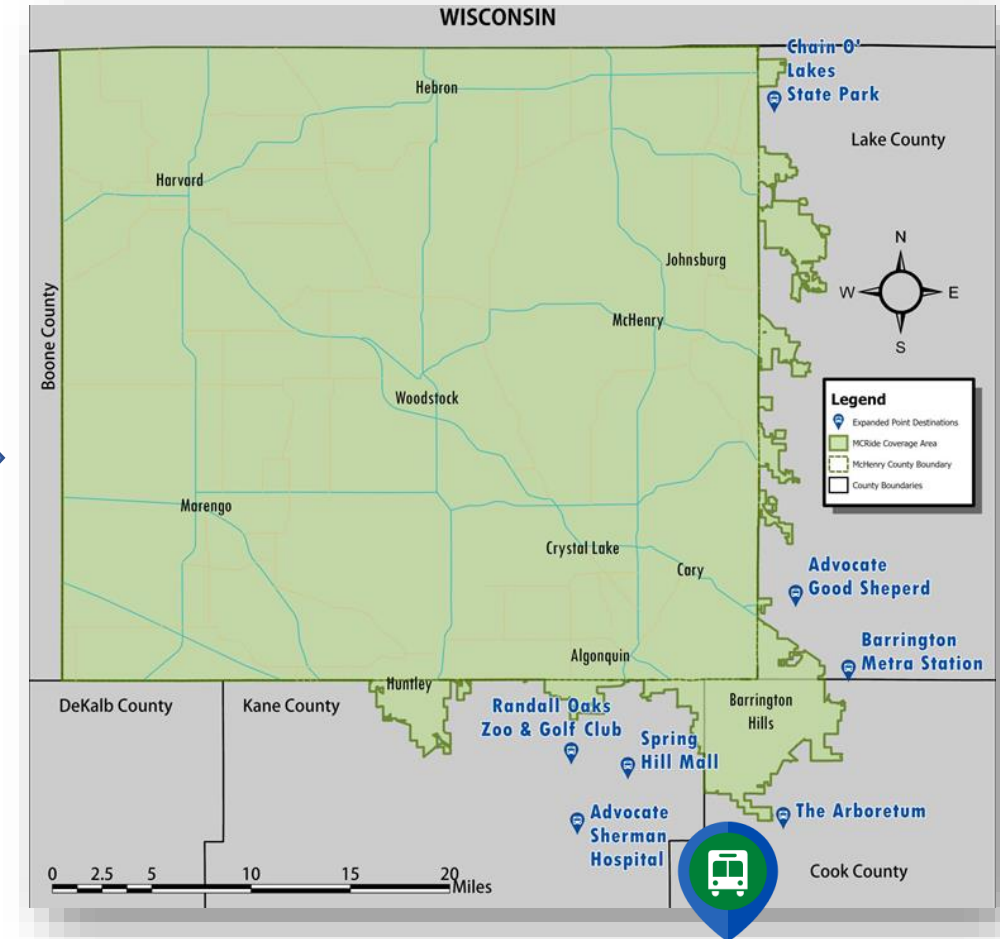 WISCONSIN
Chain O'
Lakes
State Park
Hebron
Lake County
Harvard
N
Johnsburg
W
E
McHenry
S
Boone County
Woodstock
Legend
Expanded Point Destinations
MCRide Coverage Area
McHenry County Boundary
County Boundaries
Marengo
Crystal Lake
Cary
Advocate
Good Sheperd
Algonquin
Barrington
Metra Station
Huntley
DeKalb County
Kane County
Randall Oaks
Zoo & Golf Club
Barrington
Hills
Spring
Hill Mall
Advocate
Sherman
Hospital
The Arboretum
Cook County
0 2.5 5 10 15 20
Miles